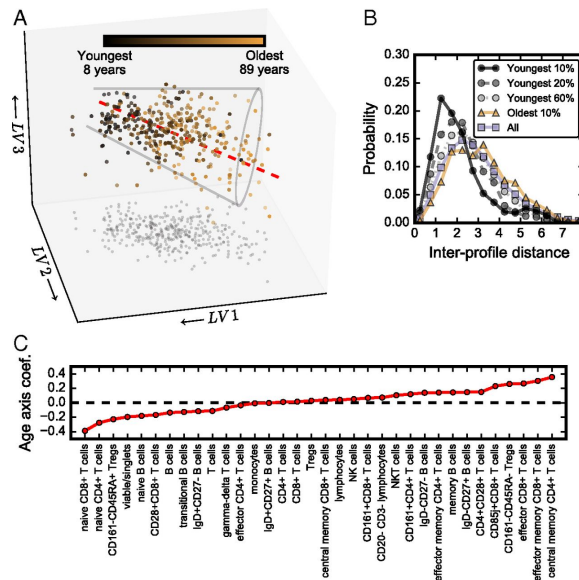 A
Youngest
8 years
Oldest
89 years
←LV3
LV2→
←LV1
B
Probability
0.30
0.25
0.20
0.15
0.10
0.05
0.00
0 1 2 3 4 5 6 7
Inter-profile distance
Youngest 10%
Youngest 20%
Youngest 60%
Oldest 10%
All
C
Age axis coef.
0.4
0.2
0.0
−0.2
−0.4
naive CD8+ T cells
naive CD4+ T cells
CD161-CD45RA+ Tregs
viable/singlets
naive B cells
CD28+CD8+ T cells
B cells
transitional B cells
IgD+CD27- B cells
T cells
gamma-delta T cells
effector CD4+ T cells
monocytes
IgD+CD27+ B cells
CD4+ T cells
CD8+ T cells
Tregs
central memory CD8+ T cells
lymphocytes
NK cells
CD161+CD8+ T cells
CD20- CD3- lymphocytes
NKT cells
CD161+CD4+ T cells
IgD-CD27- B cells
effector memory CD4+ T cells
memory B cells
IgD-CD27+ B cells
CD4+CD28+ T cells
CD85j+CD8+ T cells
CD161-CD45RA- Tregs
effector CD8+ T cells
effector memory CD8+ T cells
central memory CD4+ T cells